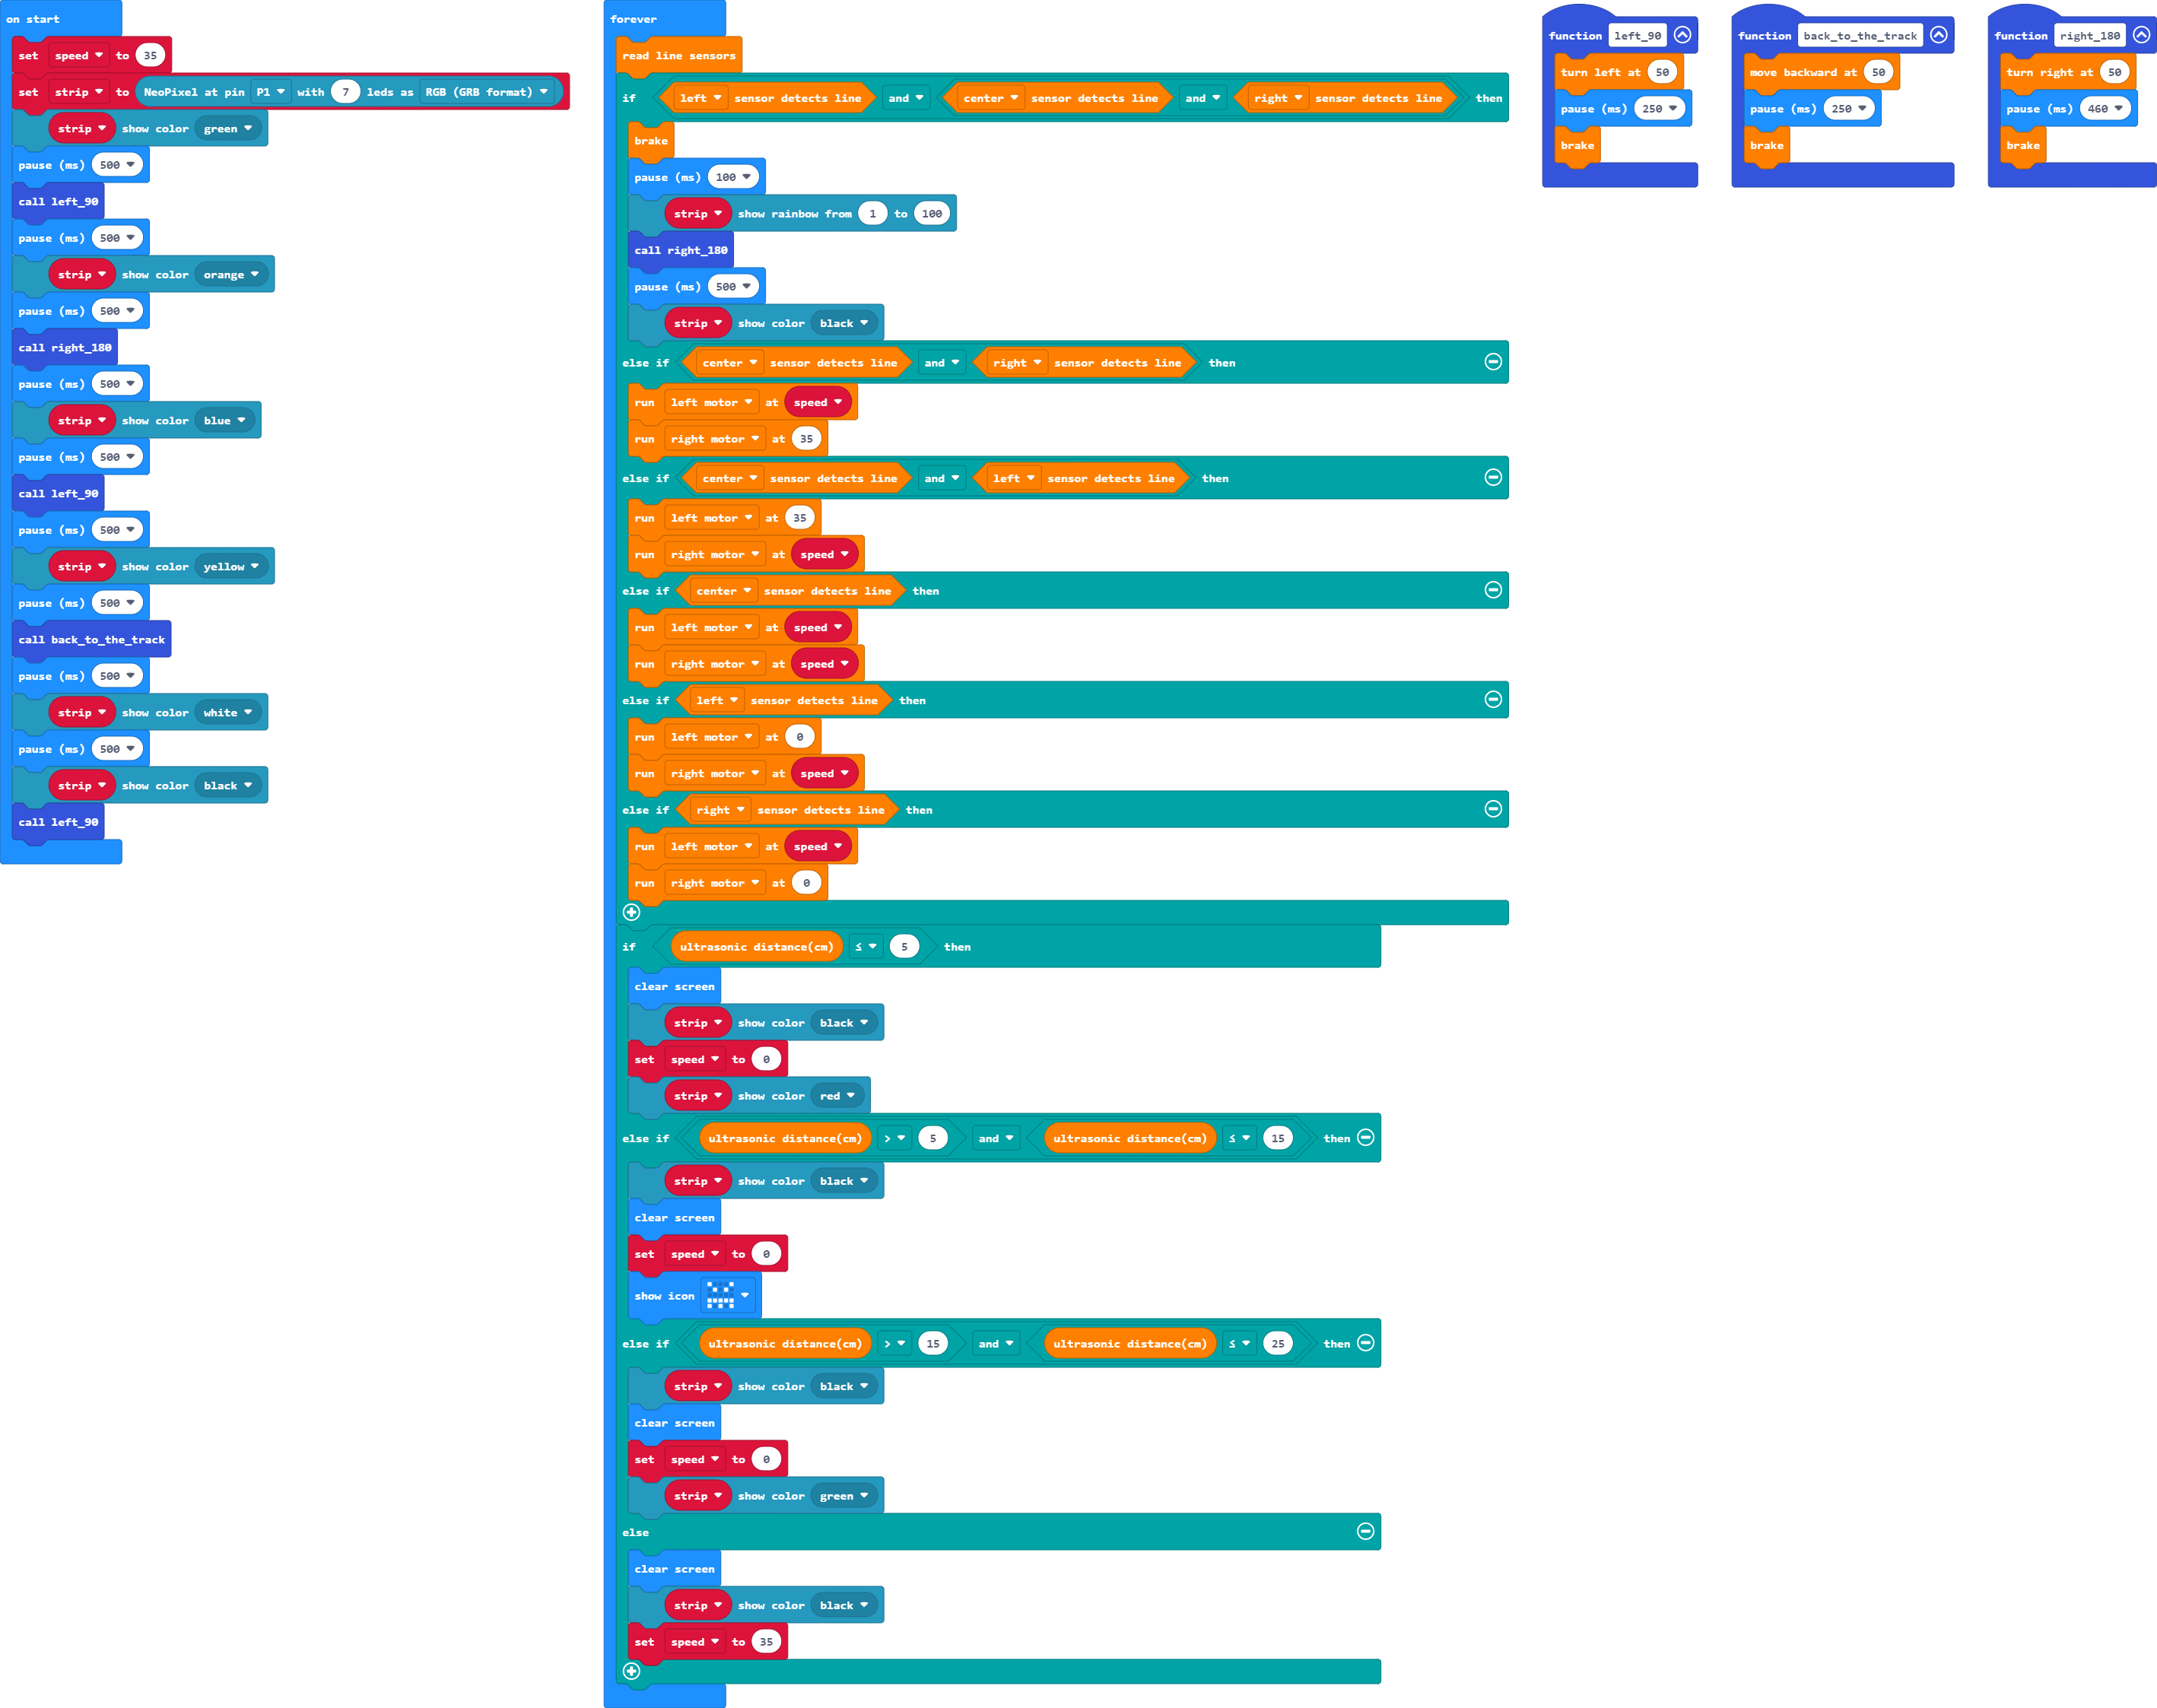 on start
set speed to 35
set strip to NeoPixel at pin P1 with 7 leds as RGB (GRB format)
strip show color green
pause (ms) 500
call left_90
pause (ms) 500
strip show color orange
pause (ms) 500
call right_180
pause (ms) 500
strip show color blue
pause (ms) 500
call left_90
pause (ms) 500
strip show color yellow
pause (ms) 500
call back_to_the_track
pause (ms) 500
strip show color white
pause (ms) 500
strip show color black
call left_90
forever
read line sensors
if left sensor detects line and center sensor detects line and right sensor detects line then
brake
pause (ms) 100
strip show rainbow from 1 to 100
call right_180
pause (ms) 500
strip show color black
else if center sensor detects line and right sensor detects line then
run left motor at speed
run right motor at 35
else if center sensor detects line and left sensor detects line then
run left motor at 35
run right motor at speed
else if center sensor detects line then
run left motor at speed
run right motor at speed
else if left sensor detects line then
run left motor at 0
run right motor at speed
else if right sensor detects line then
run left motor at speed
run right motor at 0
if ultrasonic distance(cm) ≤ 5 then
clear screen
strip show color black
set speed to 0
strip show color red
else if ultrasonic distance(cm) > 5 and ultrasonic distance(cm) ≤ 15 then
strip show color black
clear screen
set speed to 0
show icon
else if ultrasonic distance(cm) > 15 and ultrasonic distance(cm) ≤ 25 then
strip show color black
clear screen
set speed to 0
strip show color green
else
clear screen
strip show color black
set speed to 35
function left_90
turn left at 50
pause (ms) 250
brake
function back_to_the_track
move backward at 50
pause (ms) 250
brake
function right_180
turn right at 50
pause (ms) 460
brake